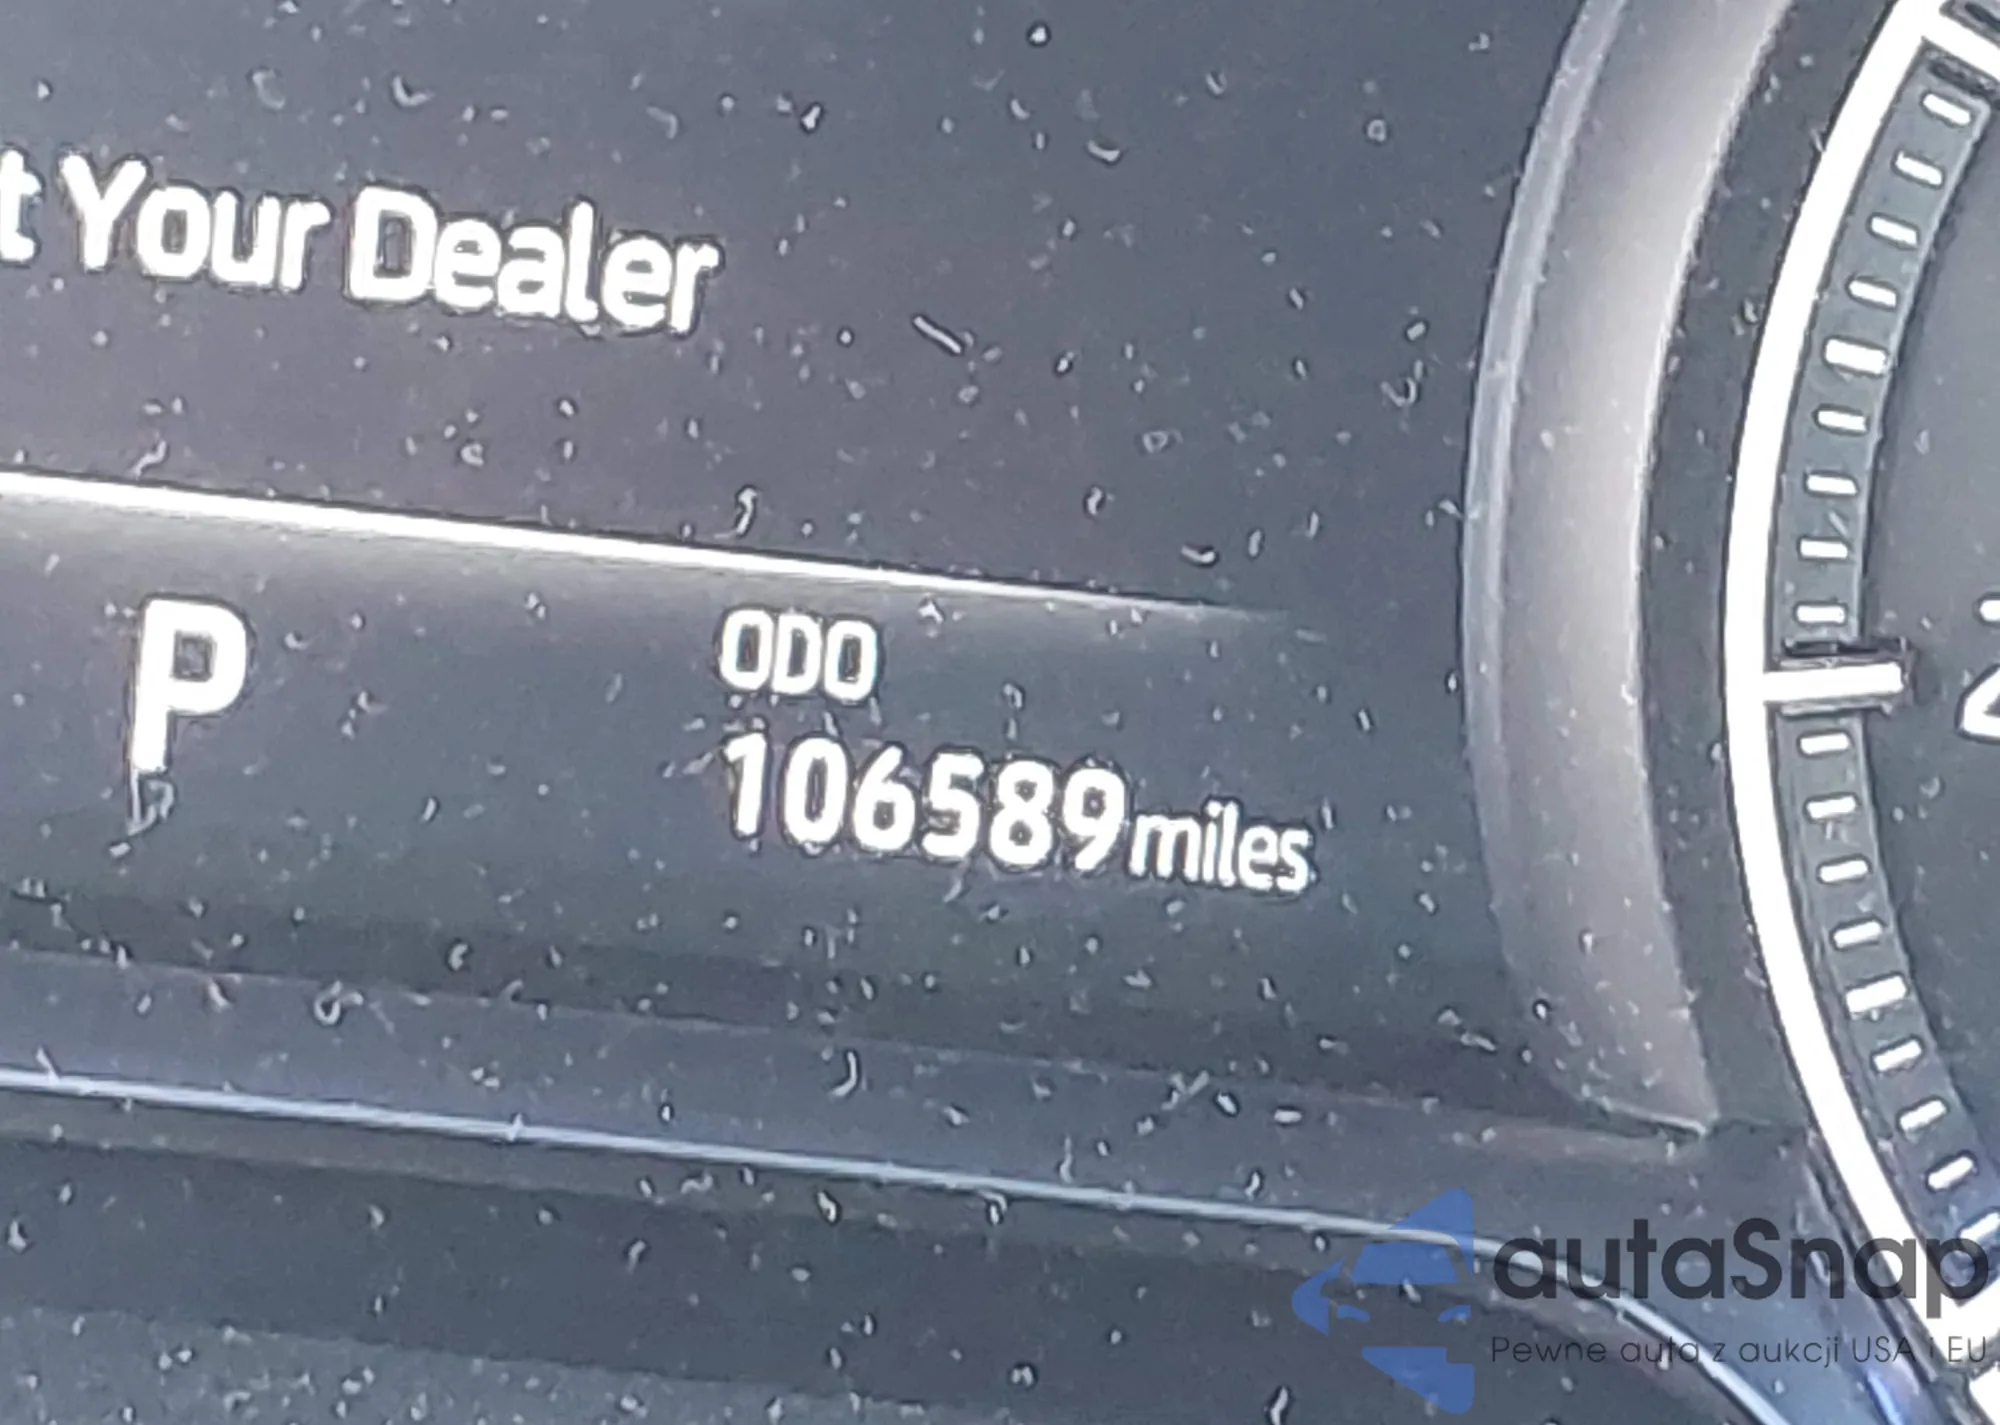 t Your Dealer
P
ODO
106589 miles
autaSnap
Pewne auta z aukcji USA i EU